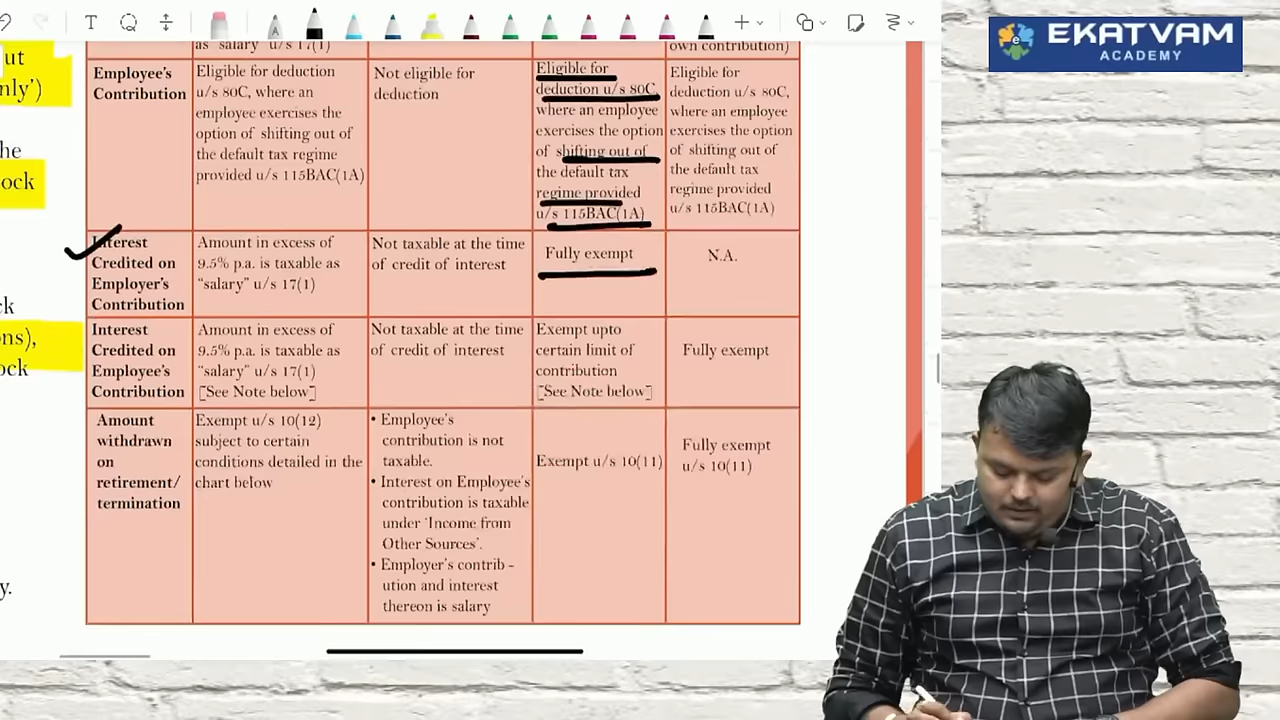 EKATVAM
ACADEMY
ut
nly')
he
ock
ck
ons),
ock
y.
as "salary" u/s 17(1)
own contribution)
Employee's
Contribution
Eligible for deduction
u/s 80C, where an
employee exercises the
option of shifting out of
the default tax regime
provided u/s 115BAC(1A)
Not eligible for
deduction
Eligible for
deduction u/s 80C,
where an employee
exercises the option
of shifting out of
the default tax
regime provided
u/s 115BAC(1A)
Eligible for
deduction u/s 80C,
where an employee
exercises the option
of shifting out of
the default tax
regime provided
u/s 115BAC(1A)
Interest
Credited on
Employer's
Contribution
Amount in excess of
9.5% p.a. is taxable as
"salary" u/s 17(1)
Not taxable at the time
of credit of interest
Fully exempt
N.A.
Interest
Credited on
Employee's
Contribution
Amount in excess of
9.5% p.a. is taxable as
"salary" u/s 17(1)
[See Note below]
Not taxable at the time
of credit of interest
Exempt upto
certain limit of
contribution
[See Note below]
Fully exempt
Amount
withdrawn
on
retirement/
termination
Exempt u/s 10(12)
subject to certain
conditions detailed in the
chart below
• Employee's
contribution is not
taxable.
• Interest on Employee's
contribution is taxable
under 'Income from
Other Sources'.
• Employer's contrib -
ution and interest
thereon is salary
Exempt u/s 10(11)
Fully exempt
u/s 10(11)